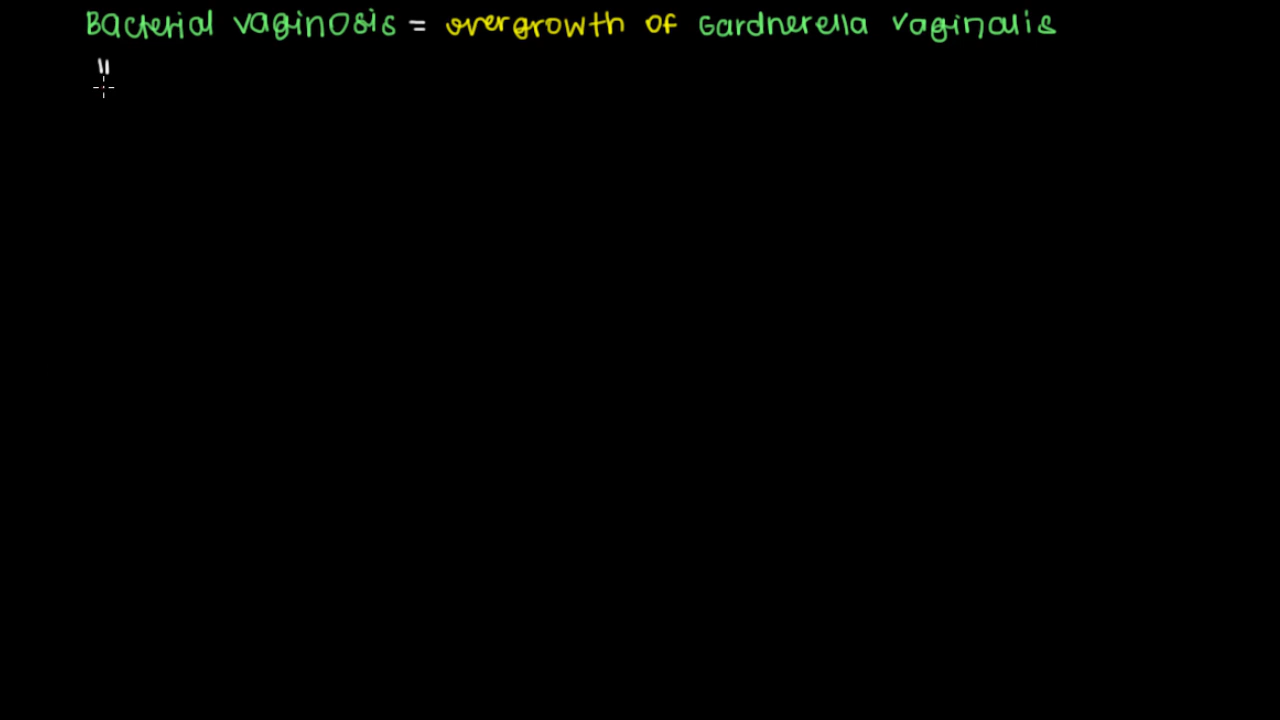 Bacterial vaginosis = overgrowth of Gardnerella vaginalis
"